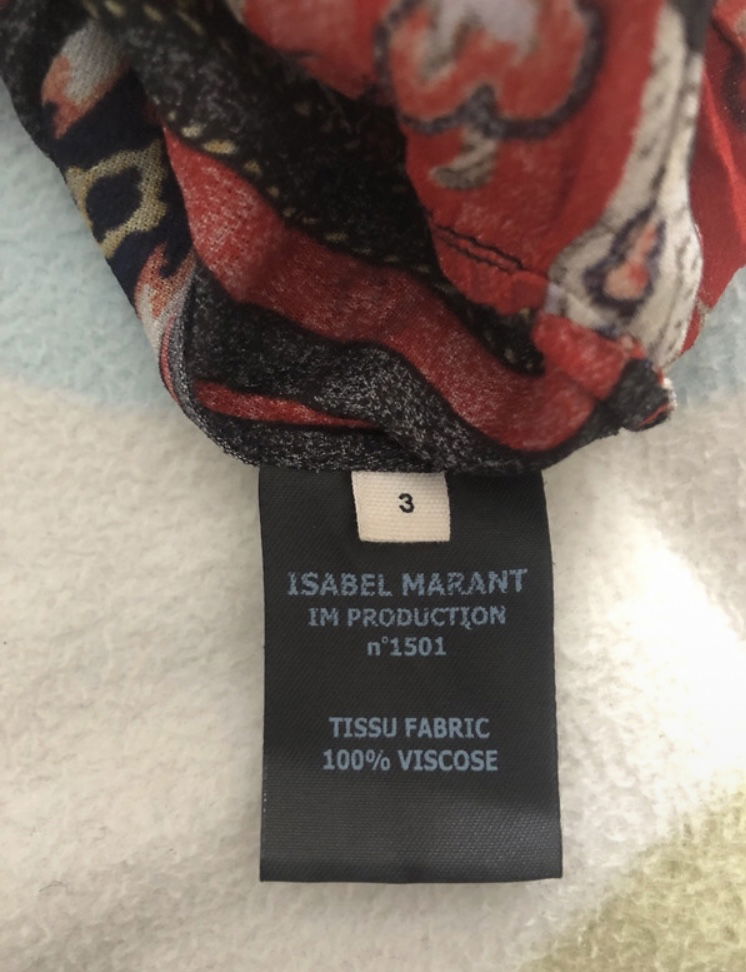 3
ISABEL MARANT
IM PRODUCTION
n°1501
TISSU FABRIC
100% VISCOSE